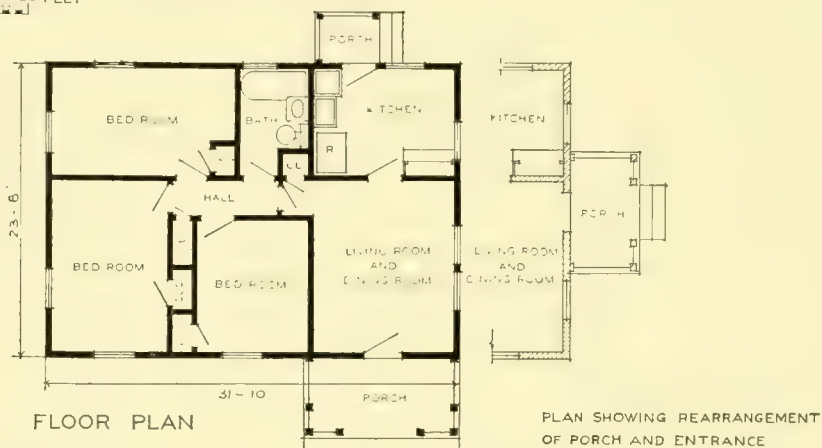 PORCH
BED ROOM
BATH
KITCHEN
KITCHEN
R
CL
HALL
23-8
BED ROOM
BED ROOM
LIVING ROOM
AND
DINING ROOM
LIVING ROOM
AND
DINING ROOM
PORCH
31-10
PORCH
FLOOR PLAN
PLAN SHOWING REARRANGEMENT
OF PORCH AND ENTRANCE